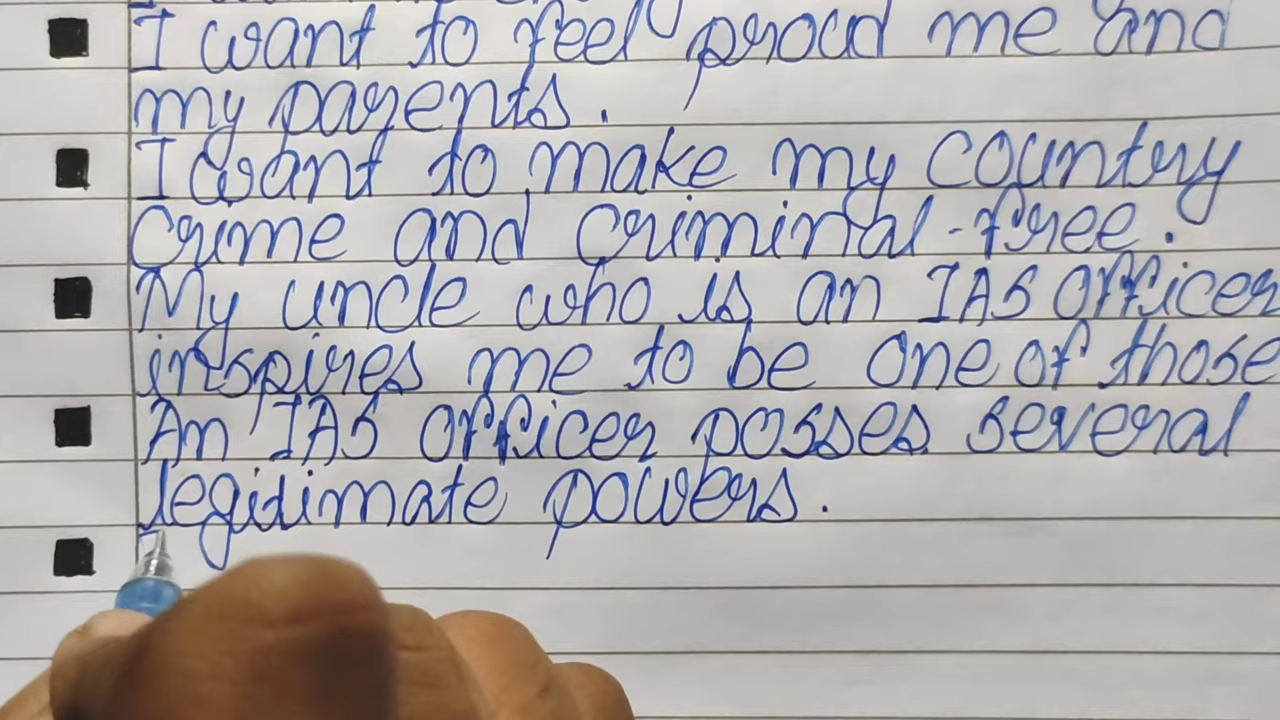 I want to feel proud me and
my parents.
I want to make my country
crime and criminal-free.
My uncle who is an IAS officer
inspires me to be one of those
An IAS officer posses several
legitimate powers.